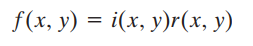 f(x, y) = i(x, y)r(x, y)